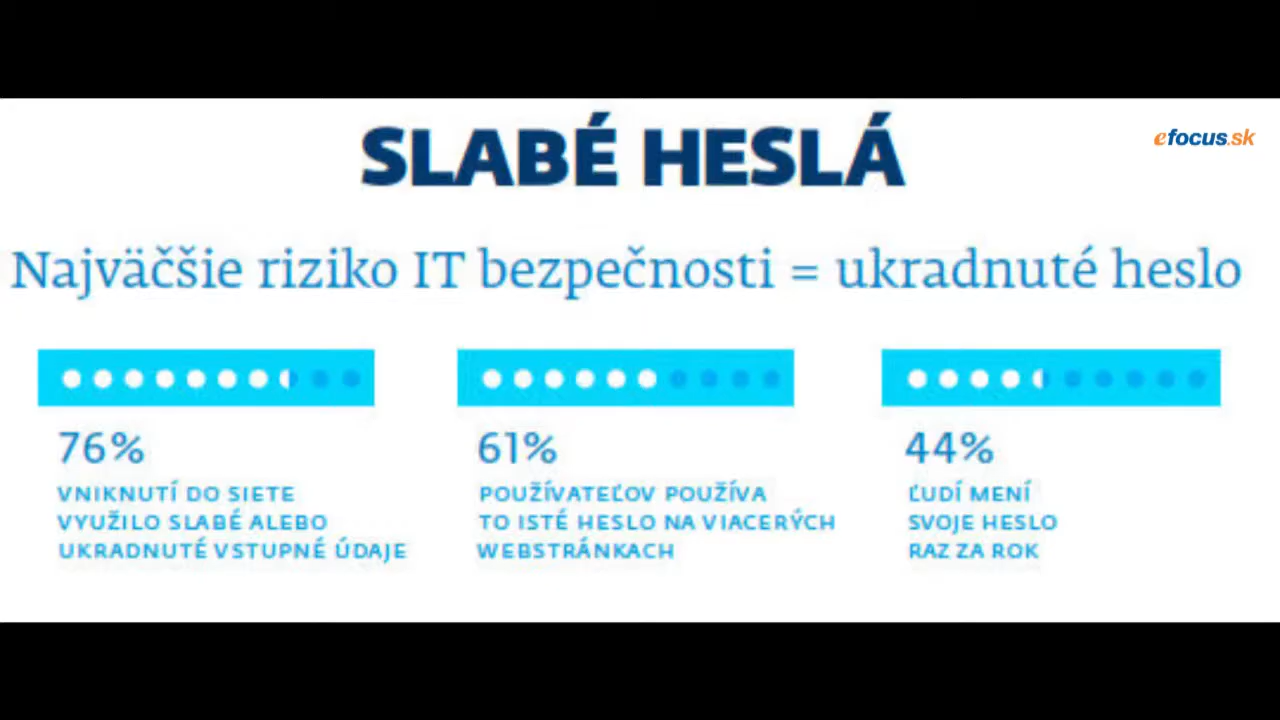 SLABÉ HESLÁ
efocus.sk
Najväčšie riziko IT bezpečnosti = ukradnuté heslo
76%
VNIKNUTÍ DO SIETE
VYUŽILO SLABÉ ALEBO
UKRADNUTÉ VSTUPNÉ ÚDAJE
61%
POUŽÍVATEĽOV POUŽÍVA
TO ISTÉ HESLO NA VIACERÝCH
WEBSTRÁNKACH
44%
ĽUDÍ MENÍ
SVOJE HESLO
RAZ ZA ROK